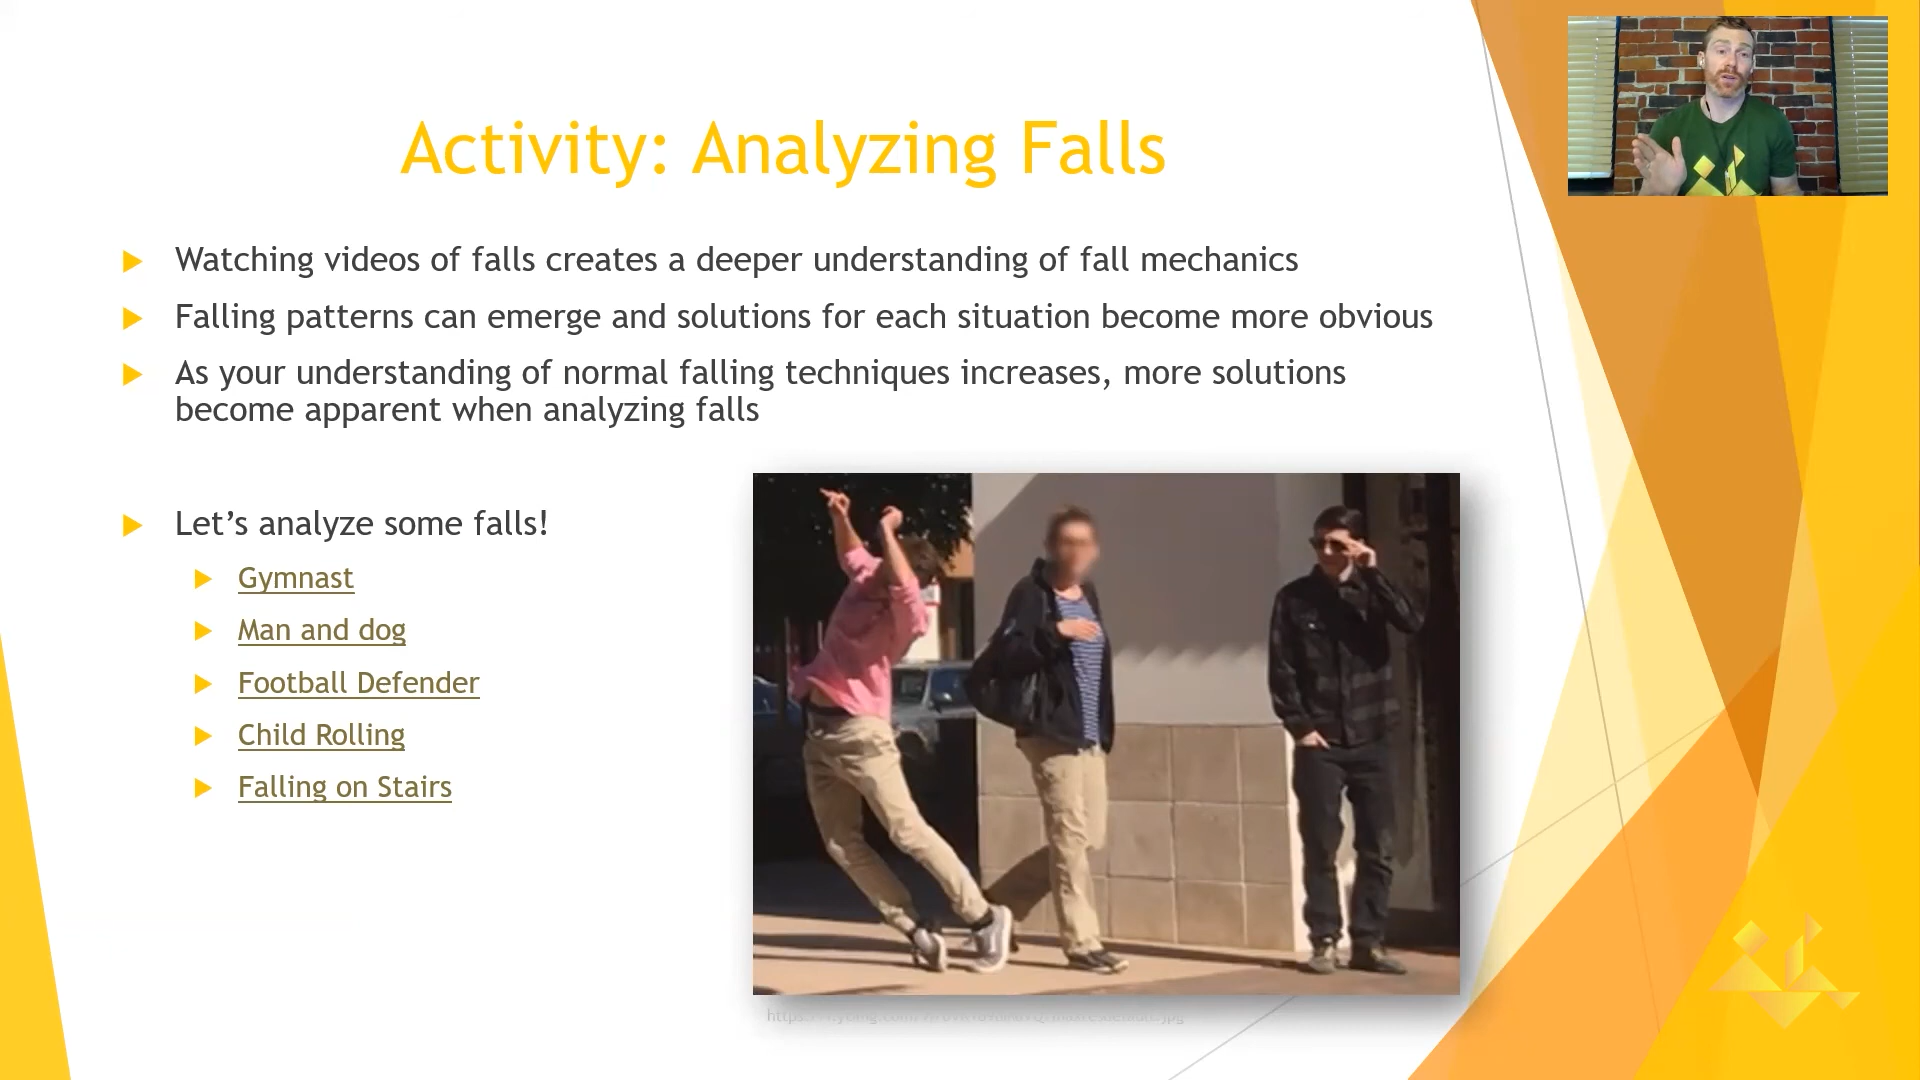 Activity: Analyzing Falls
Watching videos of falls creates a deeper understanding of fall mechanics
Falling patterns can emerge and solutions for each situation become more obvious
As your understanding of normal falling techniques increases, more solutions
become apparent when analyzing falls
Let’s analyze some falls!
Gymnast
Man and dog
Football Defender
Child Rolling
Falling on Stairs